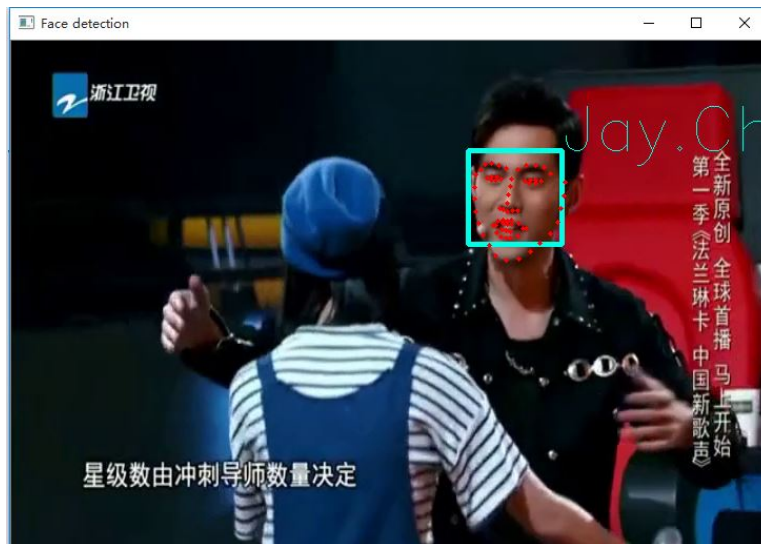 Face detection
浙江卫视
Jay.Ch
全新原创 全球首播 马上开始
第一季《法兰琳卡 中国新歌声》
星级数由冲刺导师数量决定